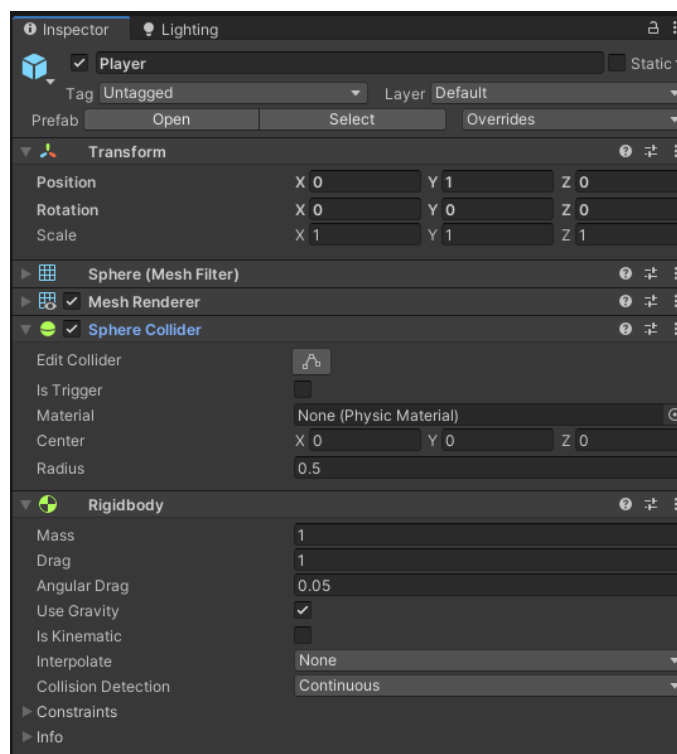 Inspector Lighting
Player Static
Tag Untagged Layer Default
Prefab Open Select Overrides
Transform
Position X 0 Y 1 Z 0
Rotation X 0 Y 0 Z 0
Scale X 1 Y 1 Z 1
Sphere (Mesh Filter)
Mesh Renderer
Sphere Collider
Edit Collider
Is Trigger
Material None (Physic Material)
Center X 0 Y 0 Z 0
Radius 0.5
Rigidbody
Mass 1
Drag 1
Angular Drag 0.05
Use Gravity
Is Kinematic
Interpolate None
Collision Detection Continuous
Constraints
Info